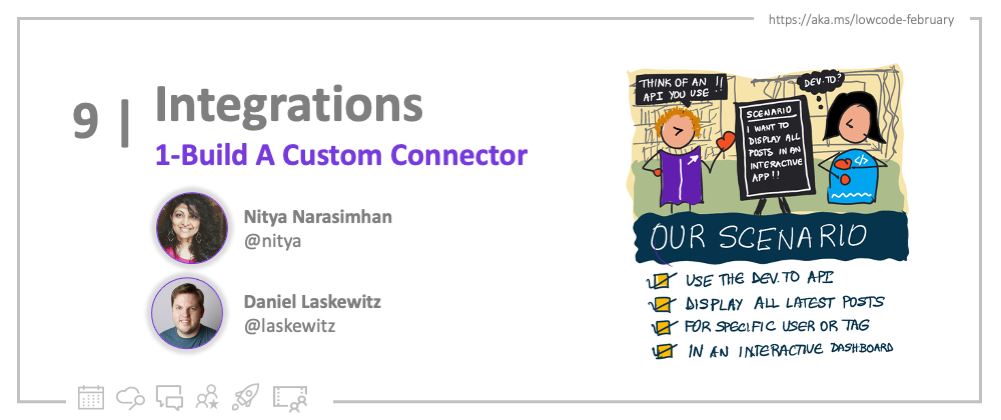 https://aka.ms/lowcode-february
9 |
Integrations
1-Build A Custom Connector
Nitya Narasimhan
@nitya
Daniel Laskewitz
@laskewitz
THINK OF AN
API YOU USE !!
DEV.TO?
SCENARIO
I WANT TO
DISPLAY ALL
POSTS IN AN
INTERACTIVE
APP!!
</>
OUR SCENARIO
USE THE DEV.TO API
DISPLAY ALL LATEST POSTS
FOR SPECIFIC USER OR TAG
IN AN INTERACTIVE DASHBOARD